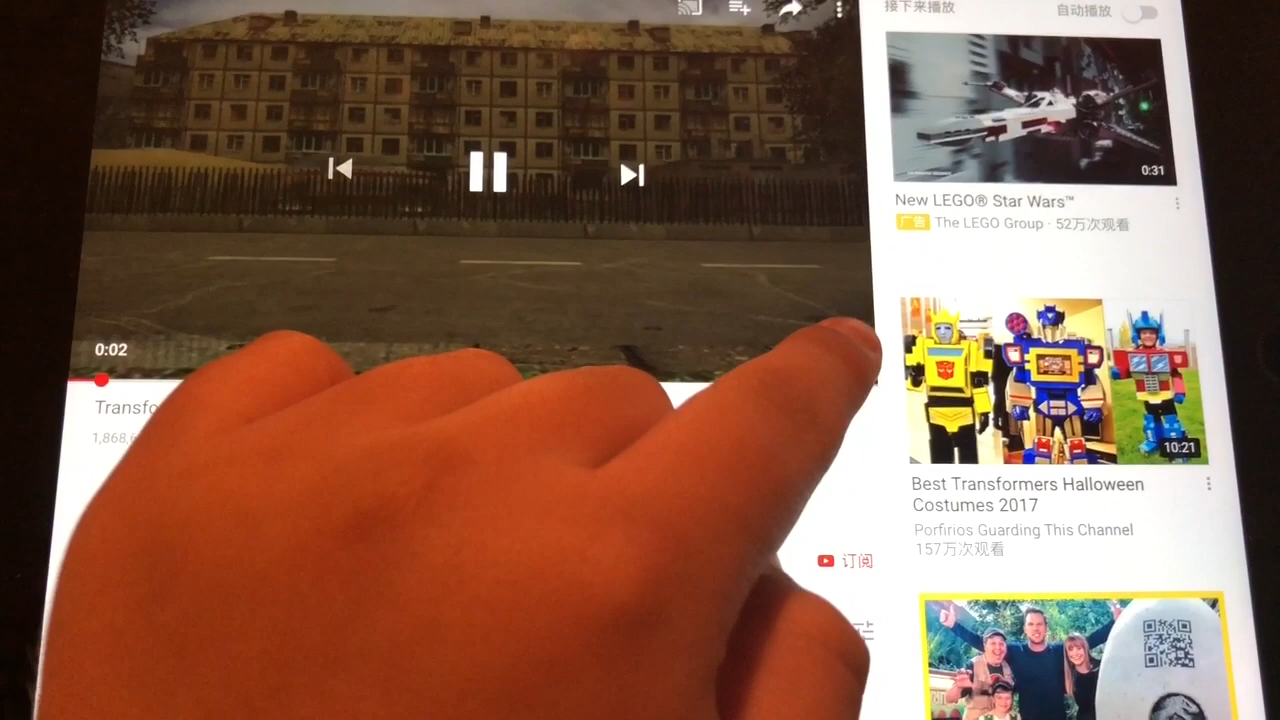 接下来播放
自动播放
0:31
New LEGO® Star Wars™
广告 The LEGO Group · 52万次观看
0:02
Transfo
1,868,6
10:21
Best Transformers Halloween
Costumes 2017
Porfirios Guarding This Channel
157万次观看
订阅